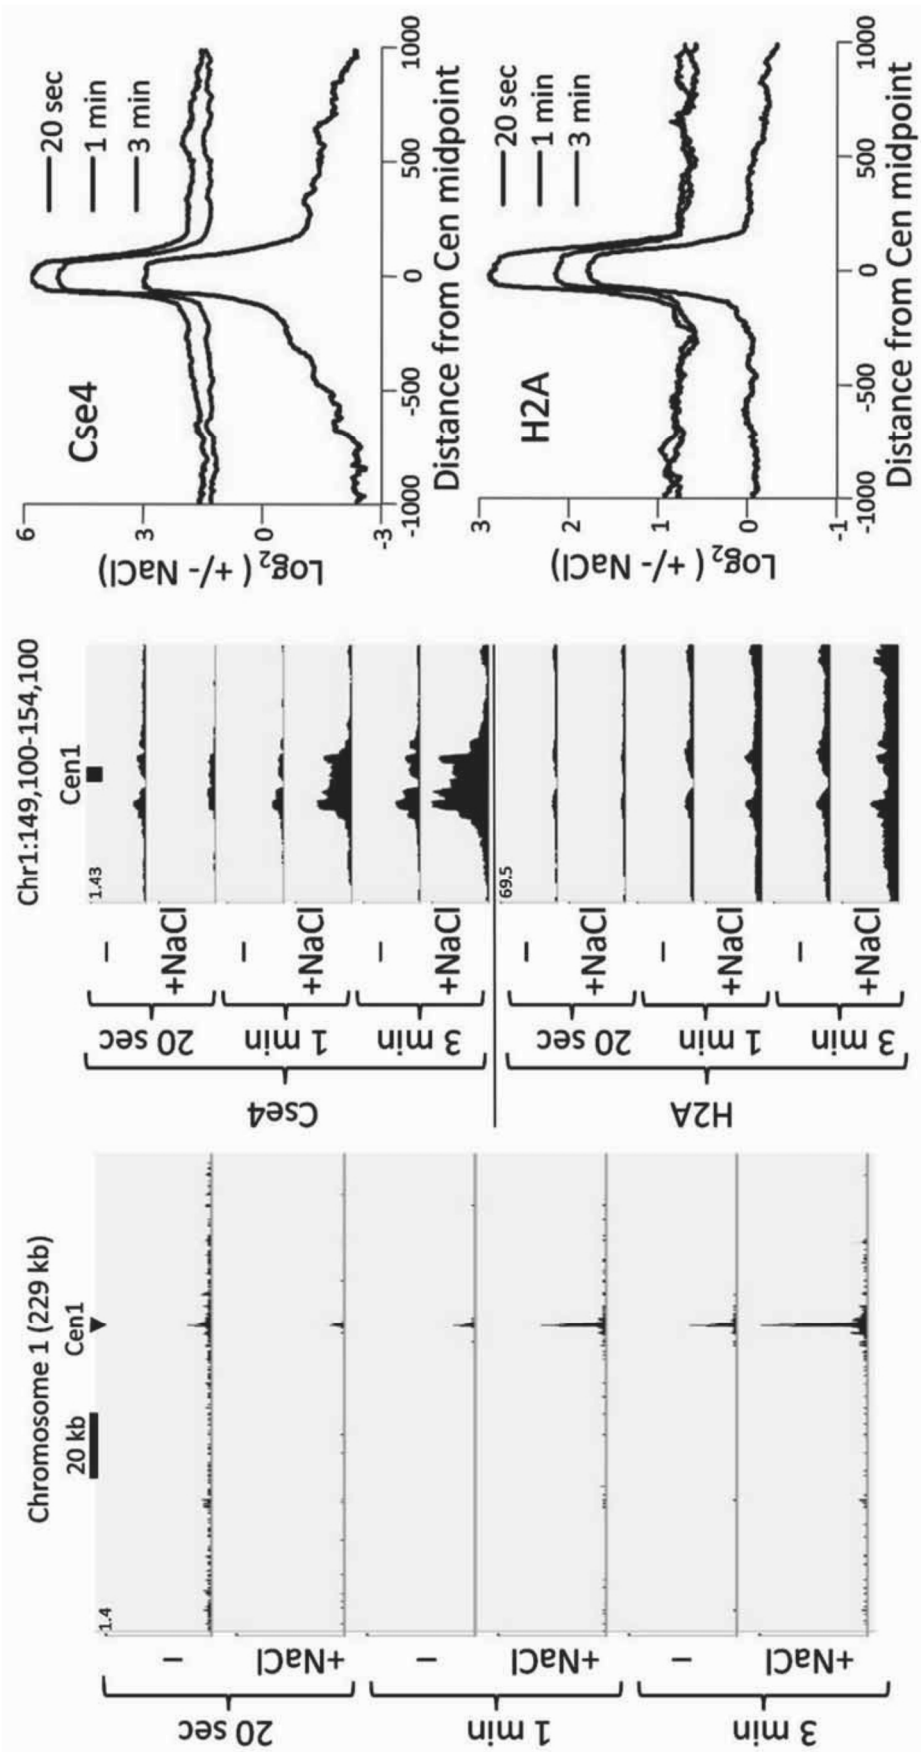 Chromosome 1 (229 kb)
20 kb
Cen1
1.4
20 sec
–
+NaCl
1 min
–
+NaCl
3 min
–
+NaCl
Chr1:149,100-154,100
Cen1
Cse4
1.43
20 sec
–
+NaCl
1 min
–
+NaCl
3 min
–
+NaCl
H2A
69.5
20 sec
–
+NaCl
1 min
–
+NaCl
3 min
–
+NaCl
Cse4
20 sec
1 min
3 min
Log2 ( +/- NaCl)
6
3
0
-3
-1000
-500
0
500
1000
Distance from Cen midpoint
H2A
20 sec
1 min
3 min
Log2 ( +/- NaCl)
3
2
1
0
-1
-1000
-500
0
500
1000
Distance from Cen midpoint